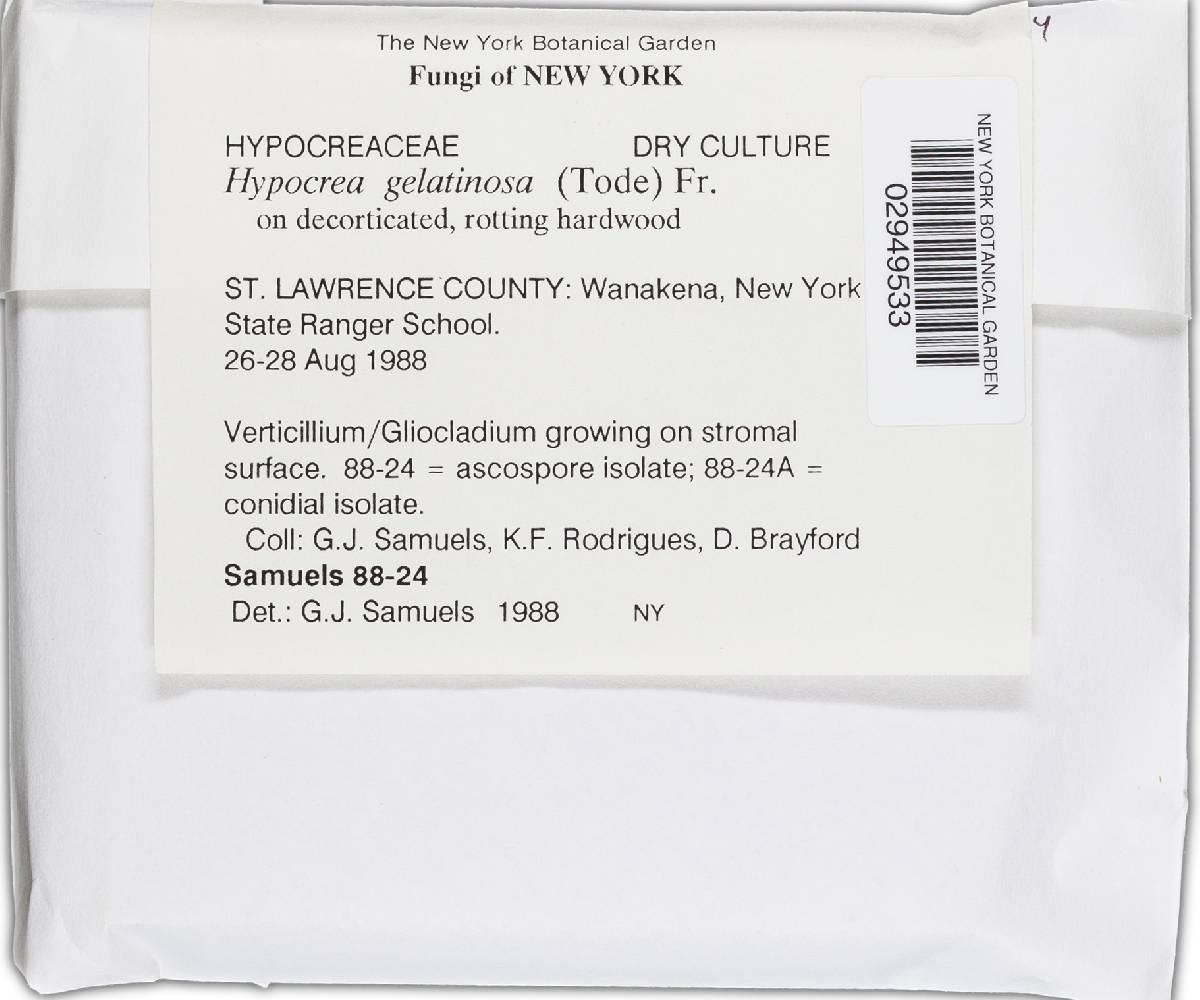 The New York Botanical Garden
Fungi of NEW YORK
HYPOCREACEAE DRY CULTURE
Hypocrea gelatinosa (Tode) Fr.
on decorticated, rotting hardwood
ST. LAWRENCE COUNTY: Wanakena, New York
State Ranger School.
26-28 Aug 1988
Verticillium/Gliocladium growing on stromal
surface. 88-24 = ascospore isolate; 88-24A =
conidial isolate.
Coll: G.J. Samuels, K.F. Rodrigues, D. Brayford
Samuels 88-24
Det.: G.J. Samuels 1988 NY
NEW YORK BOTANICAL GARDEN
02949533